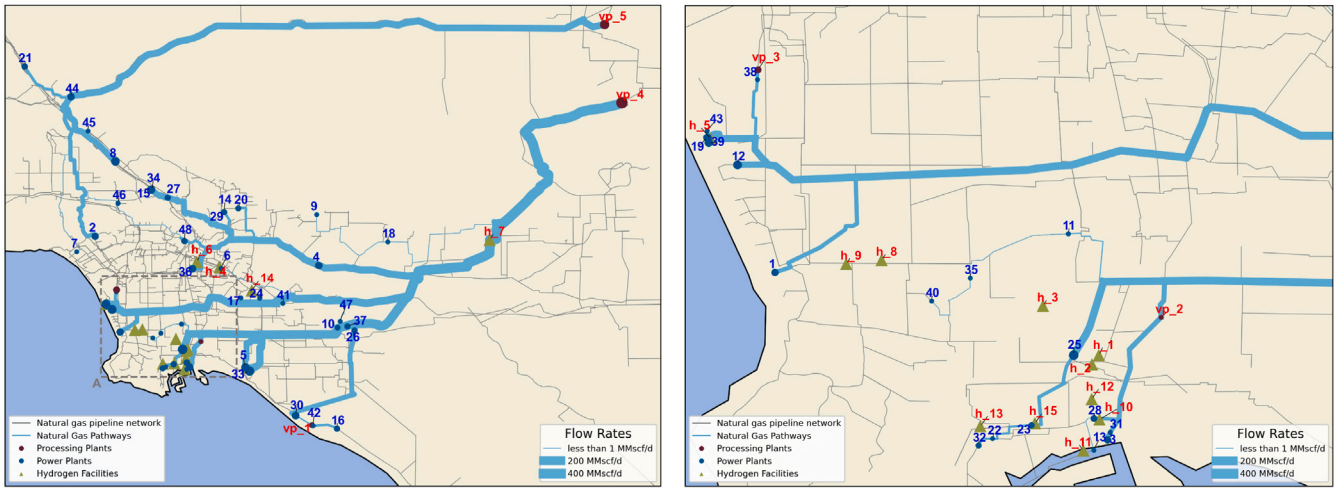 vp_5
21
44
vp_4
45
8
34
15
27
46
14 20
29
9
2
7
48
18
h_7
h_6
6
36
h_4
4
h_14
24
17
41
47
10
37
26
A
5
33
30
42
vp_1
16
Natural gas pipeline network
Natural Gas Pathways
Processing Plants
Power Plants
Hydrogen Facilities
Flow Rates
less than 1 MMscf/d
200 MMscf/d
400 MMscf/d
vp_3
38
43
h_5
19 39
12
11
h_9
h_8
1
35
40
h_3
vp_2
25
h_1
h_2
h_12
h_13
h_15
28
h_10
23
31
22
32
h_11
13
3
Natural gas pipeline network
Natural Gas Pathways
Processing Plants
Power Plants
Hydrogen Facilities
Flow Rates
less than 1 MMscf/d
200 MMscf/d
400 MMscf/d